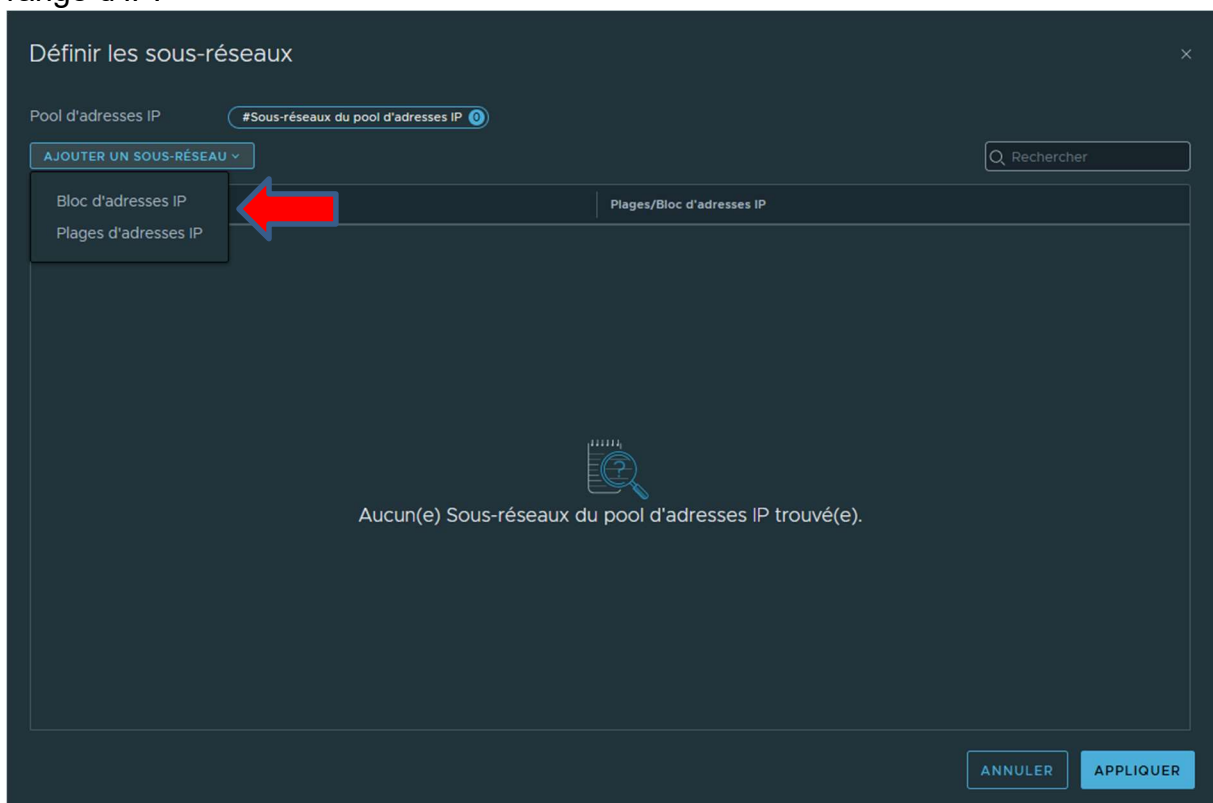 Définir les sous-réseaux
Pool d'adresses IP #Sous-réseaux du pool d'adresses IP 0
AJOUTER UN SOUS-RÉSEAU
Rechercher
Bloc d'adresses IP
Plages d'adresses IP
Plages/Bloc d'adresses IP
Aucun(e) Sous-réseaux du pool d'adresses IP trouvé(e).
ANNULER APPLIQUER